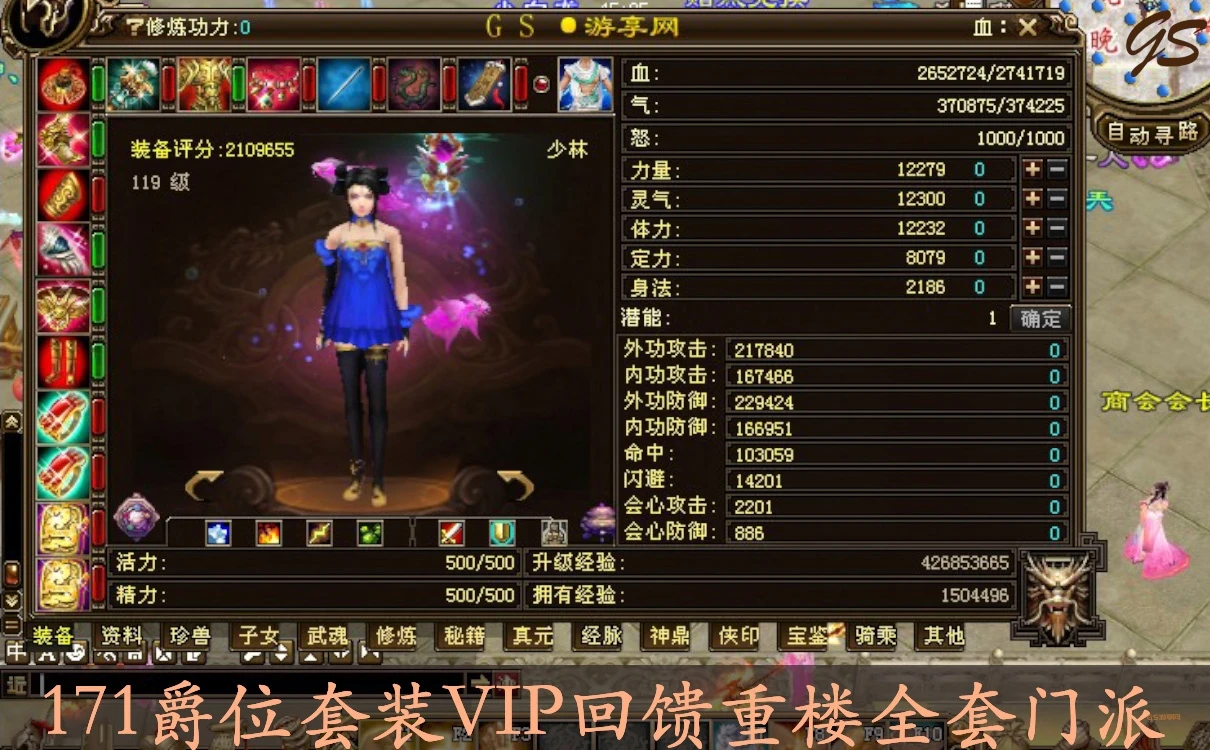 修炼功力:0
GS 游享网
血:
GS
晚
自动寻路
装备评分:2109655
少林
119 级
血: 2652724/2741719
气: 370875/374225
怒: 1000/1000
力量: 12279 0
灵气: 12300 0
体力: 12232 0
定力: 8079 0
身法: 2186 0
潜能: 1 确定
外功攻击: 217840 0
内功攻击: 167466 0
外功防御: 229424 0
内功防御: 166951 0
命中: 103059 0
闪避: 14201 0
会心攻击: 2201 0
会心防御: 886 0
天
商会会长
活力: 500/500 升级经验: 426853665
精力: 500/500 拥有经验: 1504496
装备 资料 珍兽 子女 武魂 修炼 秘籍 真元 经脉 神鼎 侠印 宝鉴 骑乘 其他
近
171爵位套装VIP回馈重楼全套门派